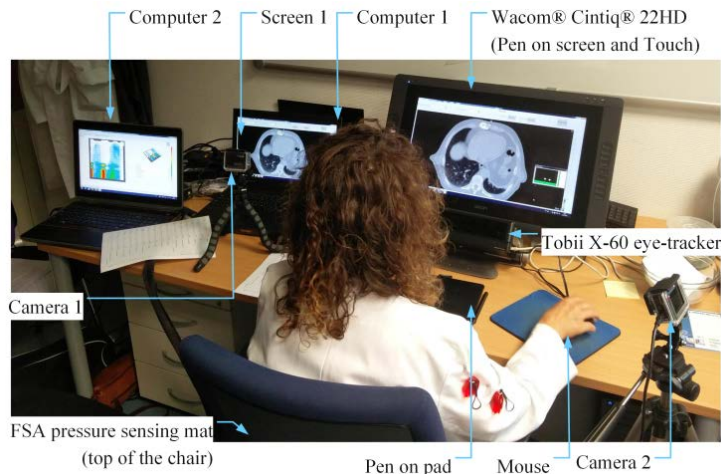 Computer 2
Screen 1
Computer 1
Wacom® Cintiq® 22HD
(Pen on screen and Touch)
Tobii X-60 eye-tracker
Camera 1
FSA pressure sensing mat
(top of the chair)
Pen on pad
Mouse
Camera 2